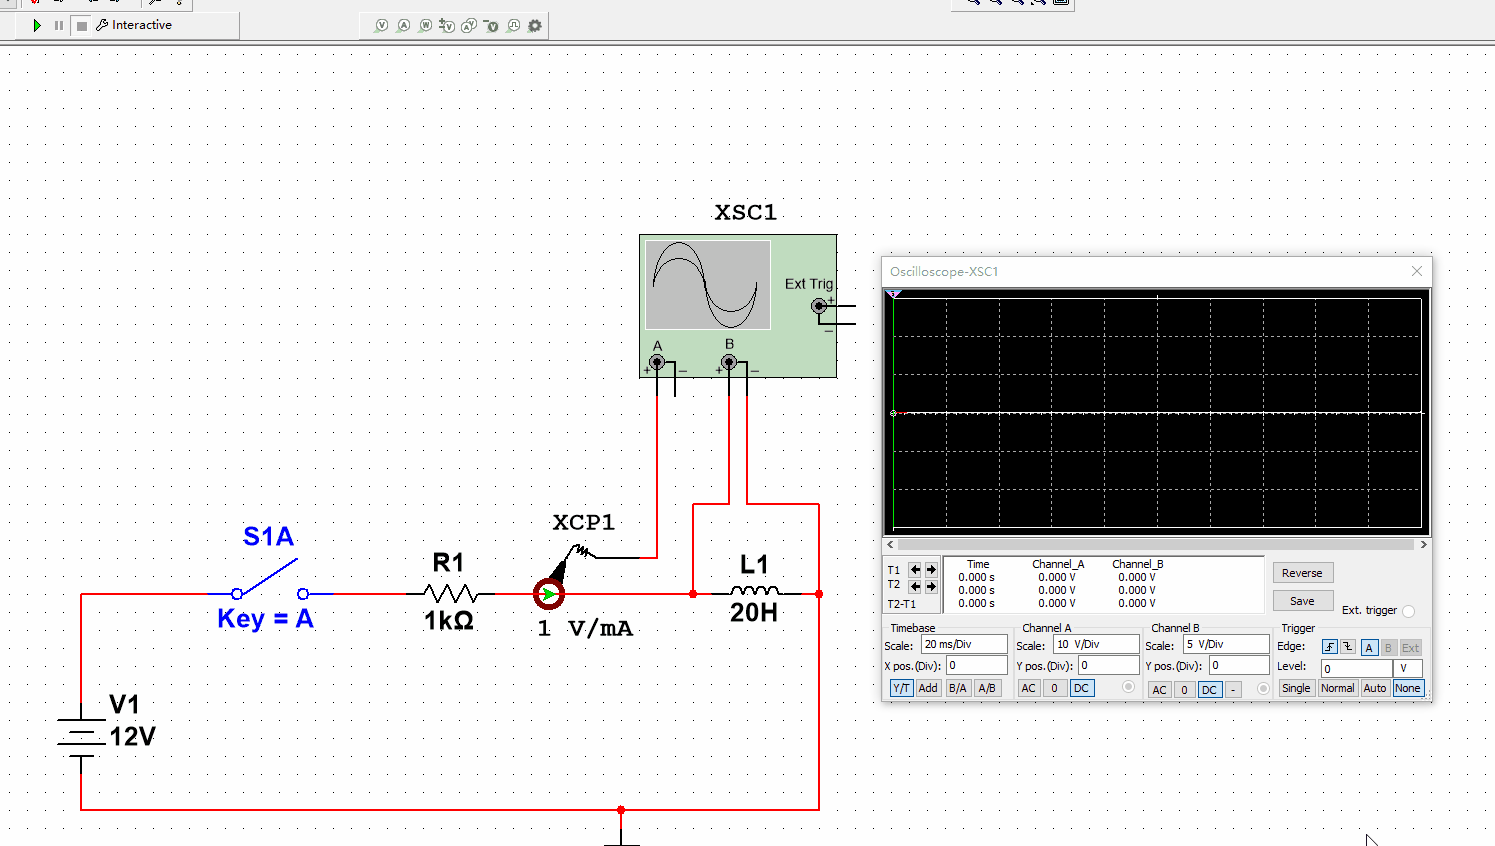 Interactive
V A W V A V
XSC1
Ext Trig
+
−
A B
+ − + −
Oscilloscope-XSC1
T1
T2
T2-T1
Time Channel_A Channel_B
0.000 s 0.000 V 0.000 V
0.000 s 0.000 V 0.000 V
0.000 s 0.000 V 0.000 V
Reverse
Save
Ext. trigger
Timebase
Scale: 20 ms/Div
X pos.(Div): 0
Y/T Add B/A A/B
Channel A
Scale: 10 V/Div
Y pos.(Div): 0
AC 0 DC
Channel B
Scale: 5 V/Div
Y pos.(Div): 0
AC 0 DC -
Trigger
Edge: A B Ext
Level: 0 V
Single Normal Auto None
XCP1
1 V/mA
S1A
Key = A
R1
1kΩ
L1
20H
V1
12V